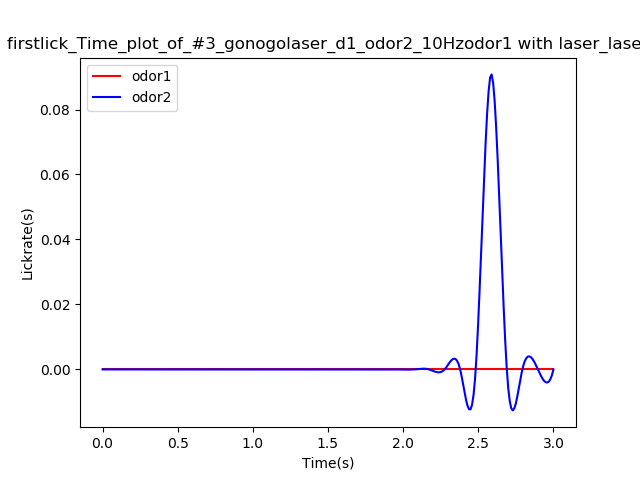 firstlick_Time_plot_of_#3_gonogolaser_d1_odor2_10Hzodor1 with laser_lase
odor1
odor2
0.08
0.06
0.04
0.02
0.00
Lickrate(s)
0.0 0.5 1.0 1.5 2.0 2.5 3.0
Time(s)